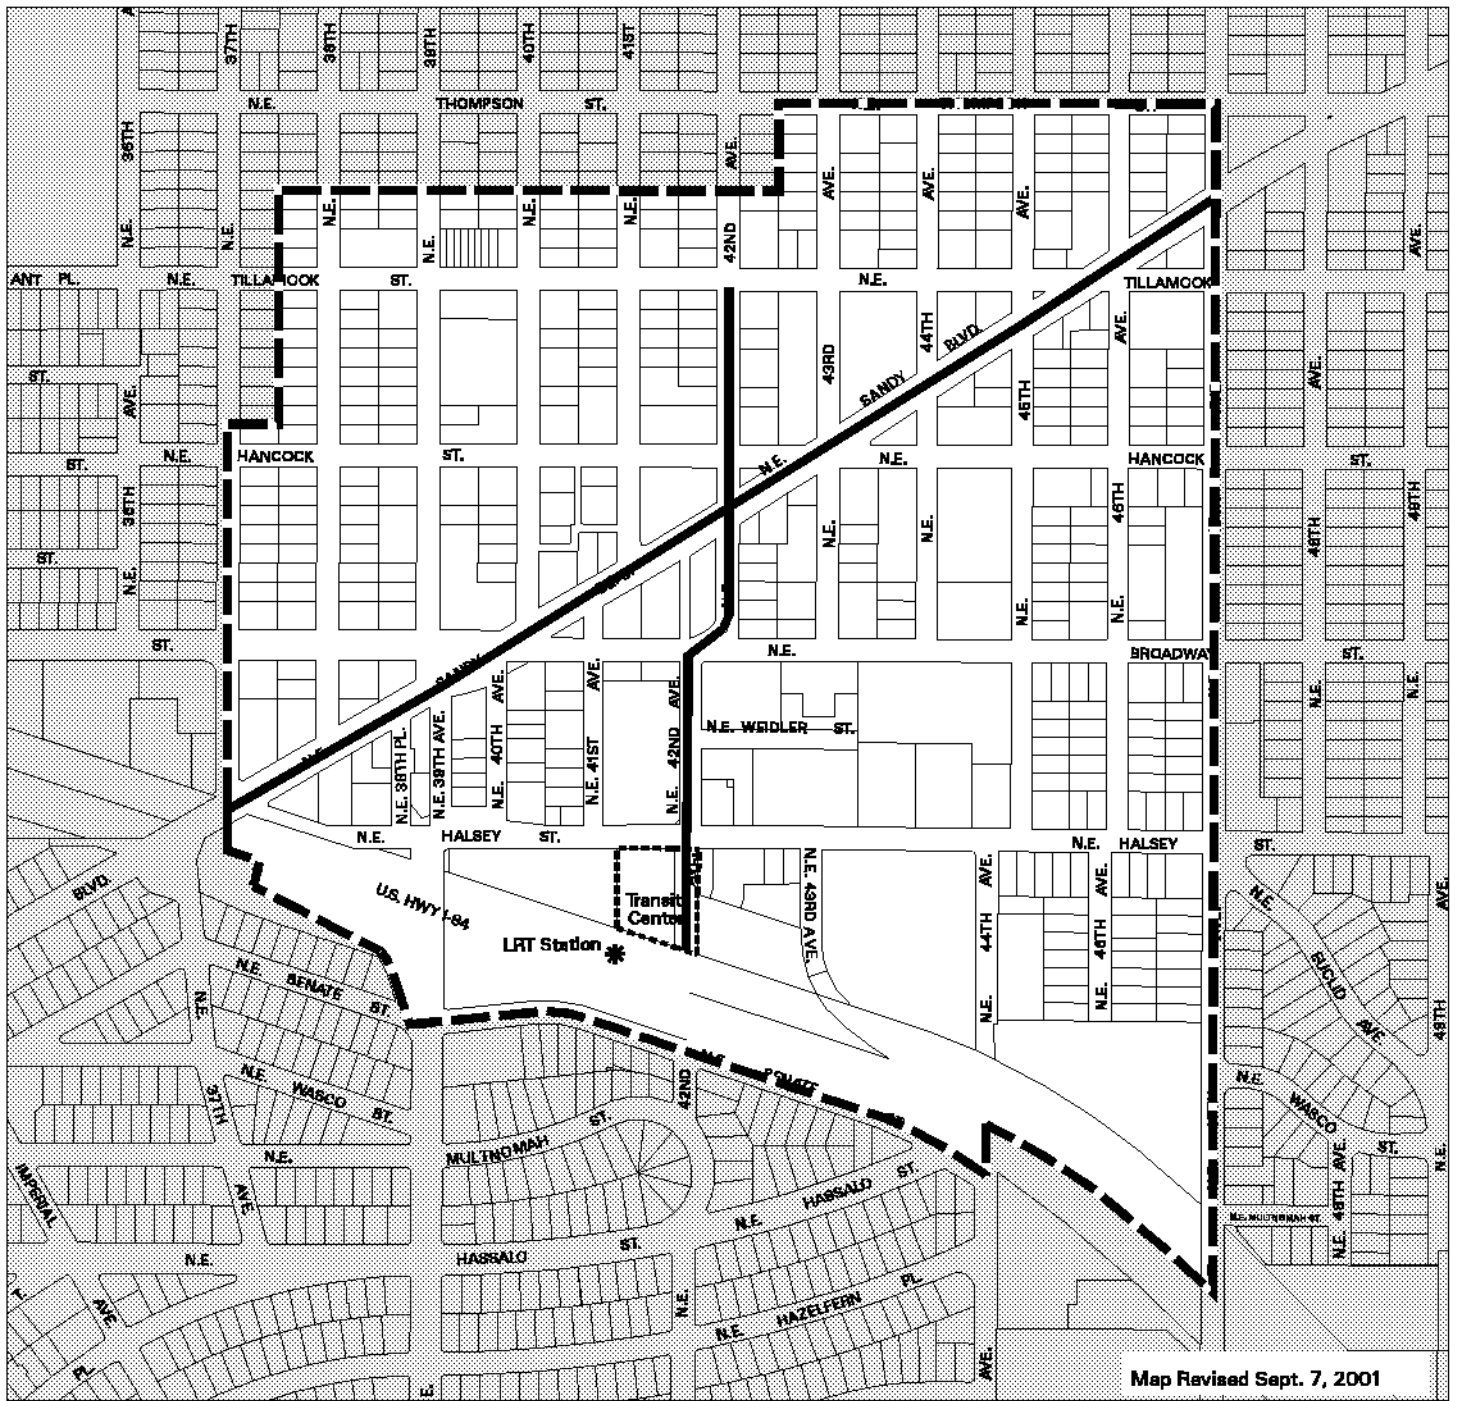 37TH
38TH
39TH
40TH
41ST
N.E. THOMPSON ST.
36TH
AVE.
AVE.
AVE.
AVE.
N.E.
N.E.
N.E.
N.E.
N.E.
N.E.
42ND
AVE.
ANT PL.
N.E. TILLAMOOK ST.
N.E. TILLAMOOK
43RD
44TH
AVE.
SANDY BLVD.
ST.
AVE.
45TH
AVE.
ST.
N.E. HANCOCK ST.
N.E.
N.E. HANCOCK ST.
36TH
46TH
48TH
49TH
ST.
N.E.
N.E.
N.E.
N.E.
N.E.
ST.
N.E. BROADWAY ST.
SANDY
AVE.
AVE.
AVE.
N.E.
N.E.
N.E. WEIDLER ST.
N.E. 38TH PL.
N.E. 39TH AVE.
N.E. 40TH
N.E. 41ST
N.E. 42ND
N.E. HALSEY ST.
N.E. HALSEY ST.
BLVD.
U.S. HWY I-84
Transit
Center
LRT Station
N.E. 43RD AVE.
N.E. 44TH AVE.
N.E. 46TH AVE.
N.E. EUCLID AVE
AVE.
49TH
N.E. SENATE ST.
N.E.
37TH
N.E. WASCO ST.
42ND
N.E. WASCO ST.
MULTNOMAH ST.
N.E.
IMPERIAL
AVE.
N.E. HASSALO ST.
N.E. 48TH AVE.
N.E.
N.E. MULTNOMAH ST.
N.E. HASSALO ST.
T.
AVE
PL.
N.E.
N.E. HAZELFERN PL.
AVE.
E.
Map Revised Sept. 7, 2001